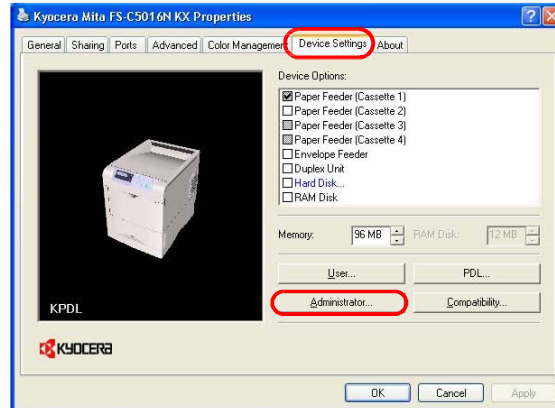 Kyocera Mita FS-C5016N KX Properties
General Sharing Ports Advanced Color Management Device Settings About
Device Options:
Paper Feeder (Cassette 1)
Paper Feeder (Cassette 2)
Paper Feeder (Cassette 3)
Paper Feeder (Cassette 4)
Envelope Feeder
Duplex Unit
Hard Disk...
RAM Disk
Memory: 96 MB RAM Disk: 12 MB
User... PDL...
Administrator... Compatibility...
KPDL
KYOCERA
OK Cancel Apply